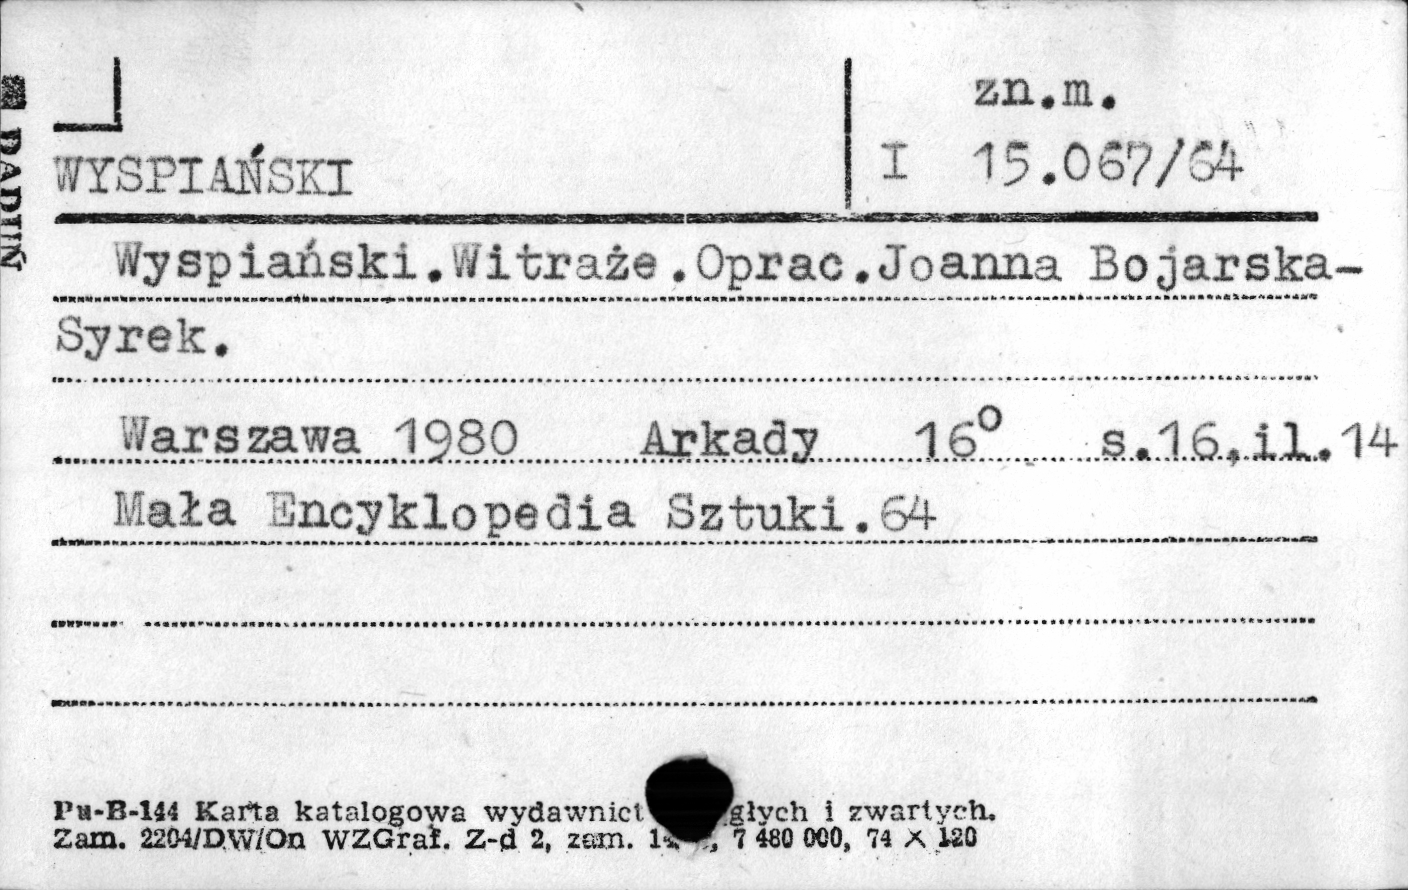 zn.m.
WYSPIAŃSKI I 15.067/64
Wyspiański.Witraże.Oprac.Joanna Bojarska-
Syrek.
Warszawa 1980 Arkady 16° s.16,il.14
Mała Encyklopedia Sztuki.64
Pu-B-144 Karta katalogowa wydawnict głych i zwartych.
Zam. 2204/DW/On WZGraf. Z-d 2, zam. 7 480 000, 74 × 120